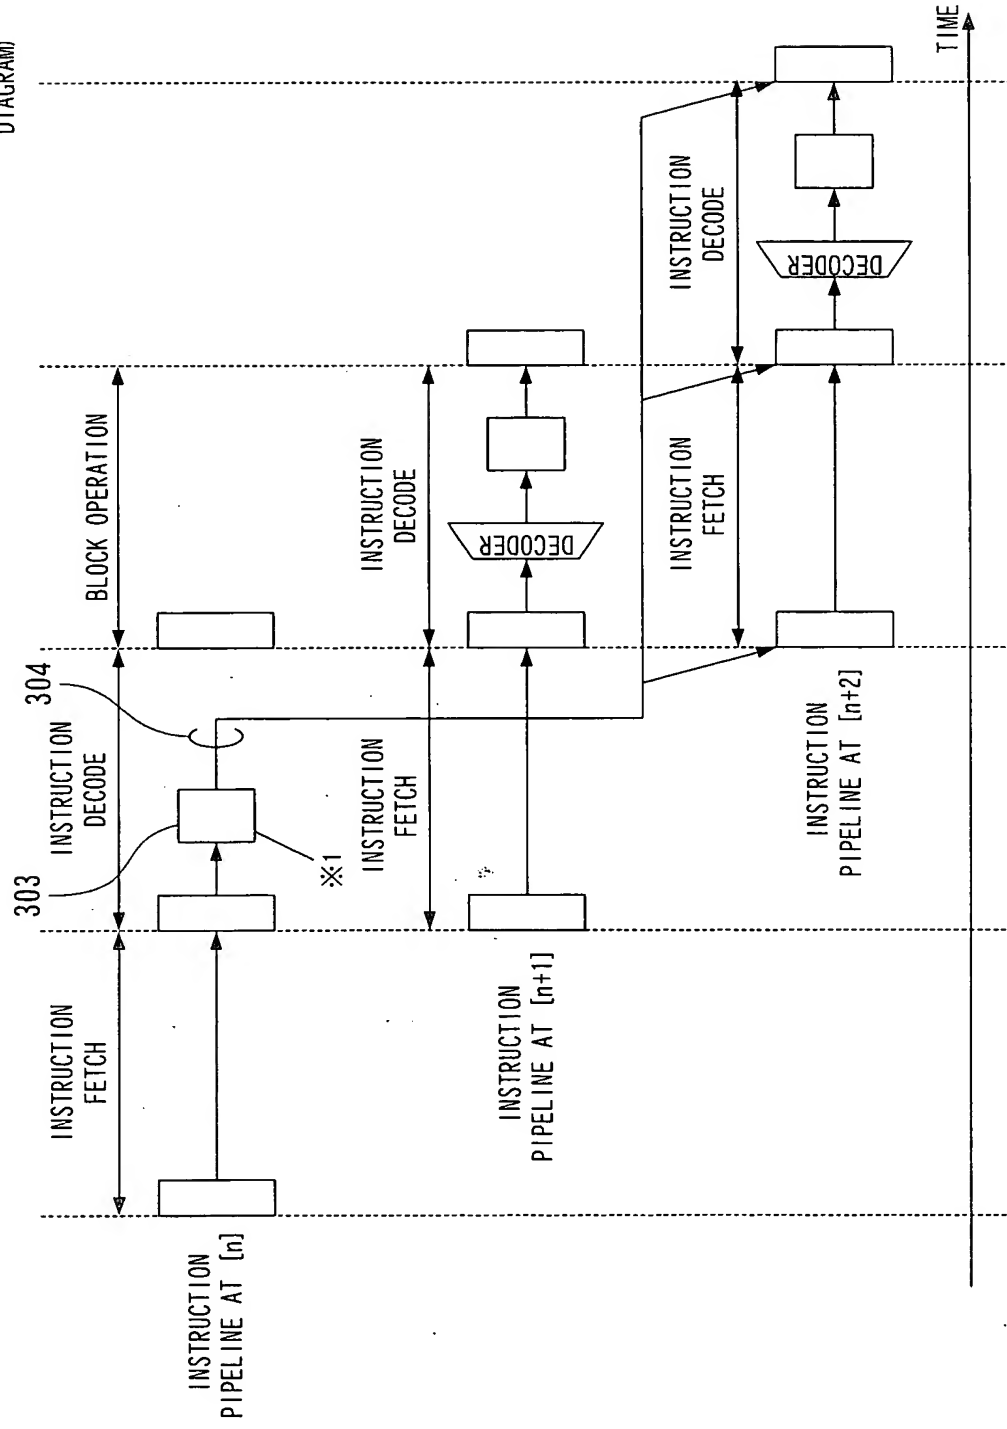 DIAGRAM)
303
304
INSTRUCTION
FETCH
INSTRUCTION
DECODE
BLOCK OPERATION
INSTRUCTION
PIPELINE AT [n]
※1
INSTRUCTION
FETCH
INSTRUCTION
DECODE
DECODER
INSTRUCTION
PIPELINE AT [n+1]
INSTRUCTION
FETCH
INSTRUCTION
DECODE
DECODER
INSTRUCTION
PIPELINE AT [n+2]
TIME